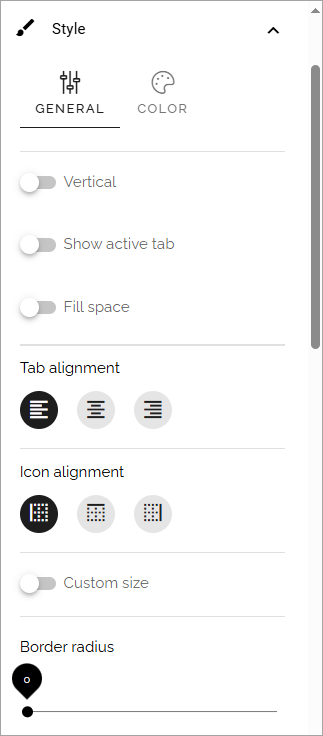 Style
GENERAL COLOR
Vertical
Show active tab
Fill space
Tab alignment
Icon alignment
Custom size
Border radius
0